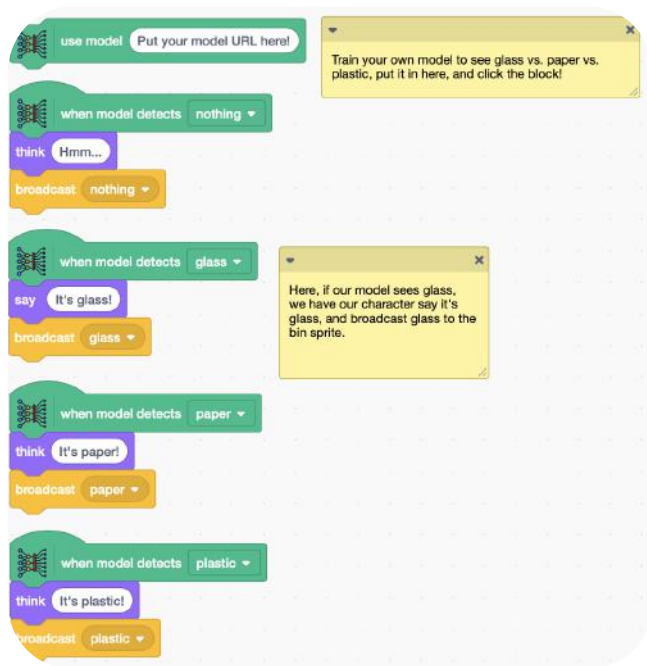 use model Put your model URL here!
Train your own model to see glass vs. paper vs.
plastic, put it in here, and click the block!
when model detects nothing
think Hmm...
broadcast nothing
when model detects glass
say It's glass!
broadcast glass
Here, if our model sees glass,
we have our character say it's
glass, and broadcast glass to the
bin sprite.
when model detects paper
think It's paper!
broadcast paper
when model detects plastic
think It's plastic!
broadcast plastic